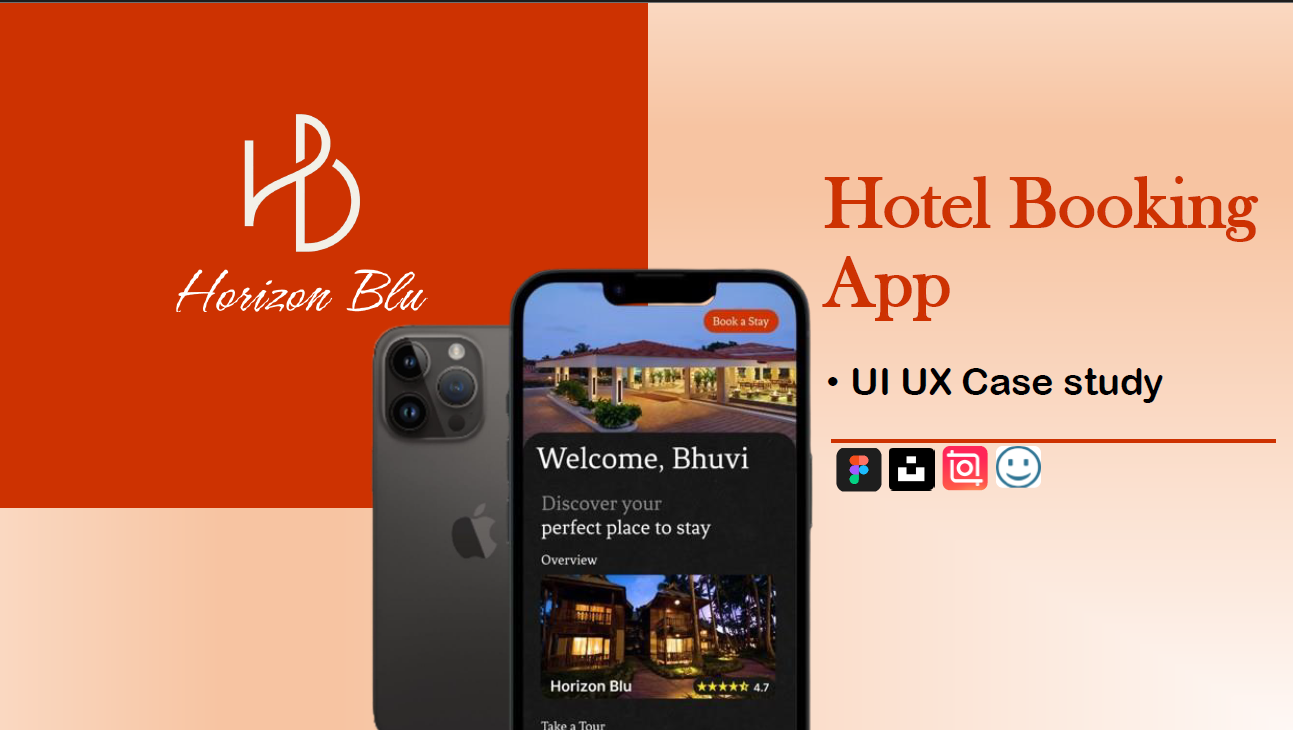 Horizon Blu
Hotel Booking
App
• UI UX Case study
Book a Stay
Welcome, Bhuvi
Discover your
perfect place to stay
Overview
Horizon Blu
4.7
Take a Tour